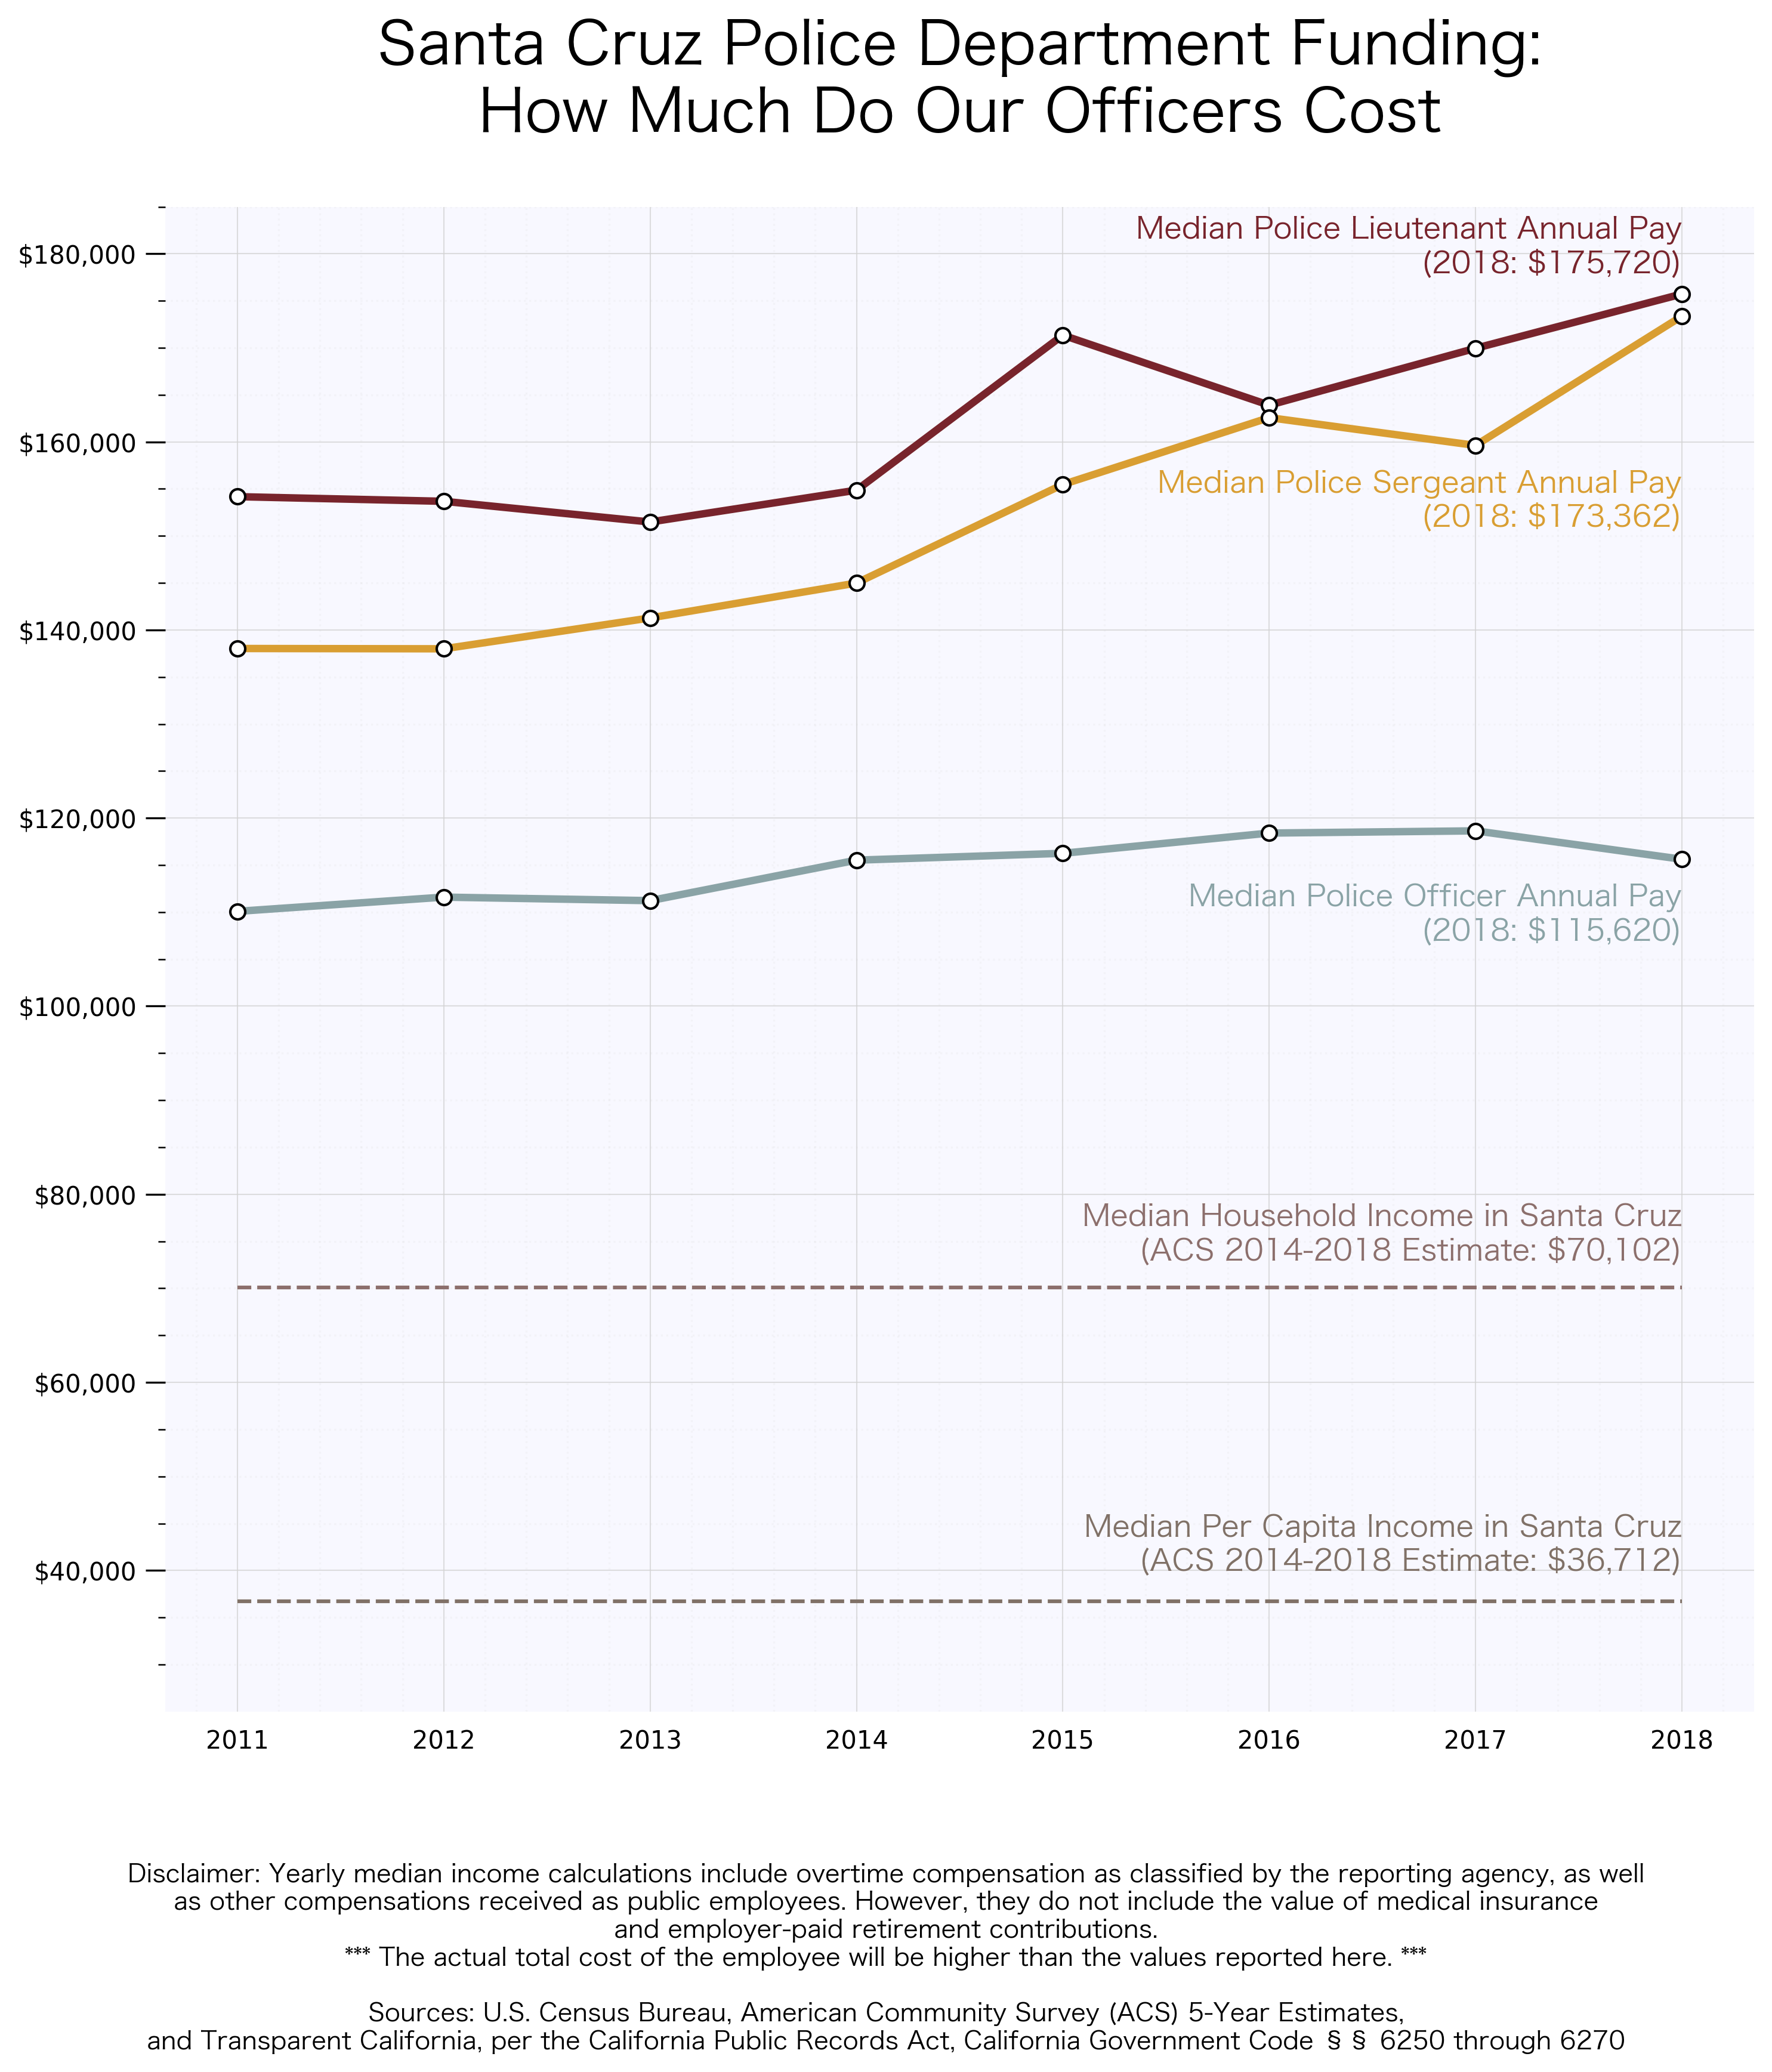 Santa Cruz Police Department Funding:
How Much Do Our Officers Cost
$180,000
$160,000
$140,000
$120,000
$100,000
$80,000
$60,000
$40,000
Median Police Lieutenant Annual Pay
(2018: $175,720)
Median Police Sergeant Annual Pay
(2018: $173,362)
Median Police Officer Annual Pay
(2018: $115,620)
Median Household Income in Santa Cruz
(ACS 2014-2018 Estimate: $70,102)
Median Per Capita Income in Santa Cruz
(ACS 2014-2018 Estimate: $36,712)
2011 2012 2013 2014 2015 2016 2017 2018
Disclaimer: Yearly median income calculations include overtime compensation as classified by the reporting agency, as well
as other compensations received as public employees. However, they do not include the value of medical insurance
and employer-paid retirement contributions.
*** The actual total cost of the employee will be higher than the values reported here. ***
Sources: U.S. Census Bureau, American Community Survey (ACS) 5-Year Estimates,
and Transparent California, per the California Public Records Act, California Government Code §§ 6250 through 6270